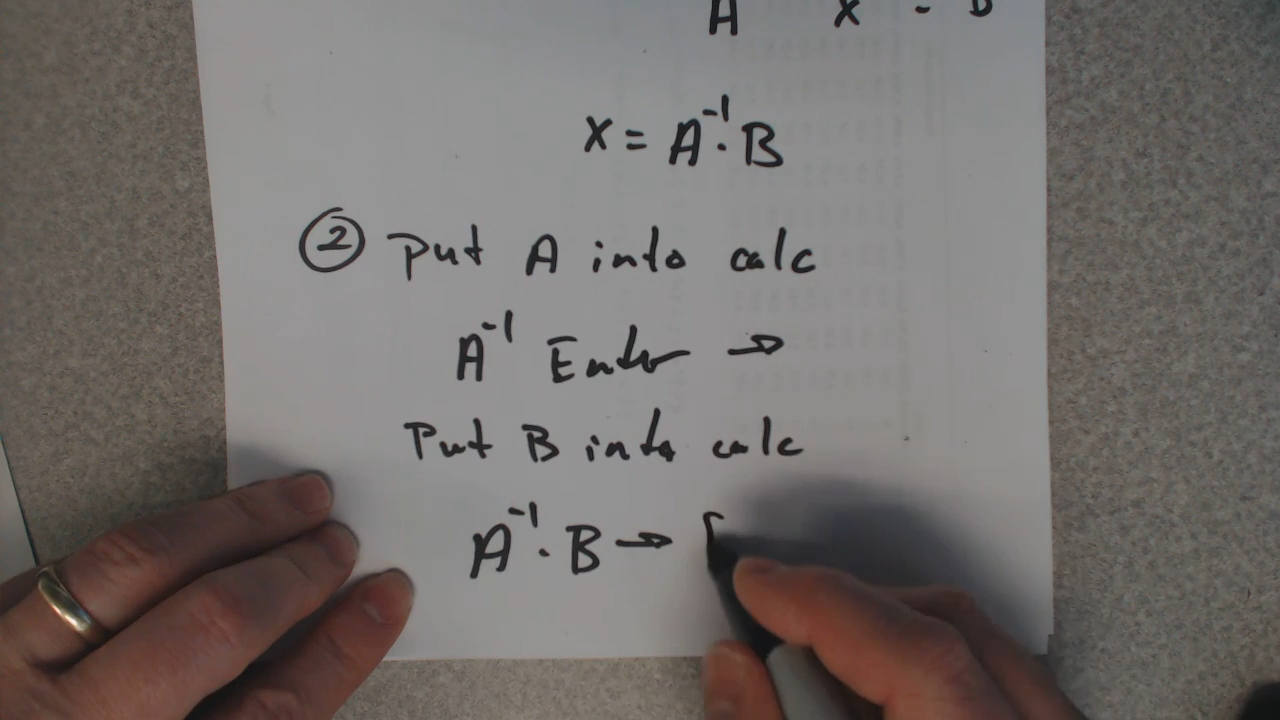 A X = B
X = A⁻¹ · B
② Put A into calc
A⁻¹ Enter →
Put B into calc
A⁻¹ · B → [